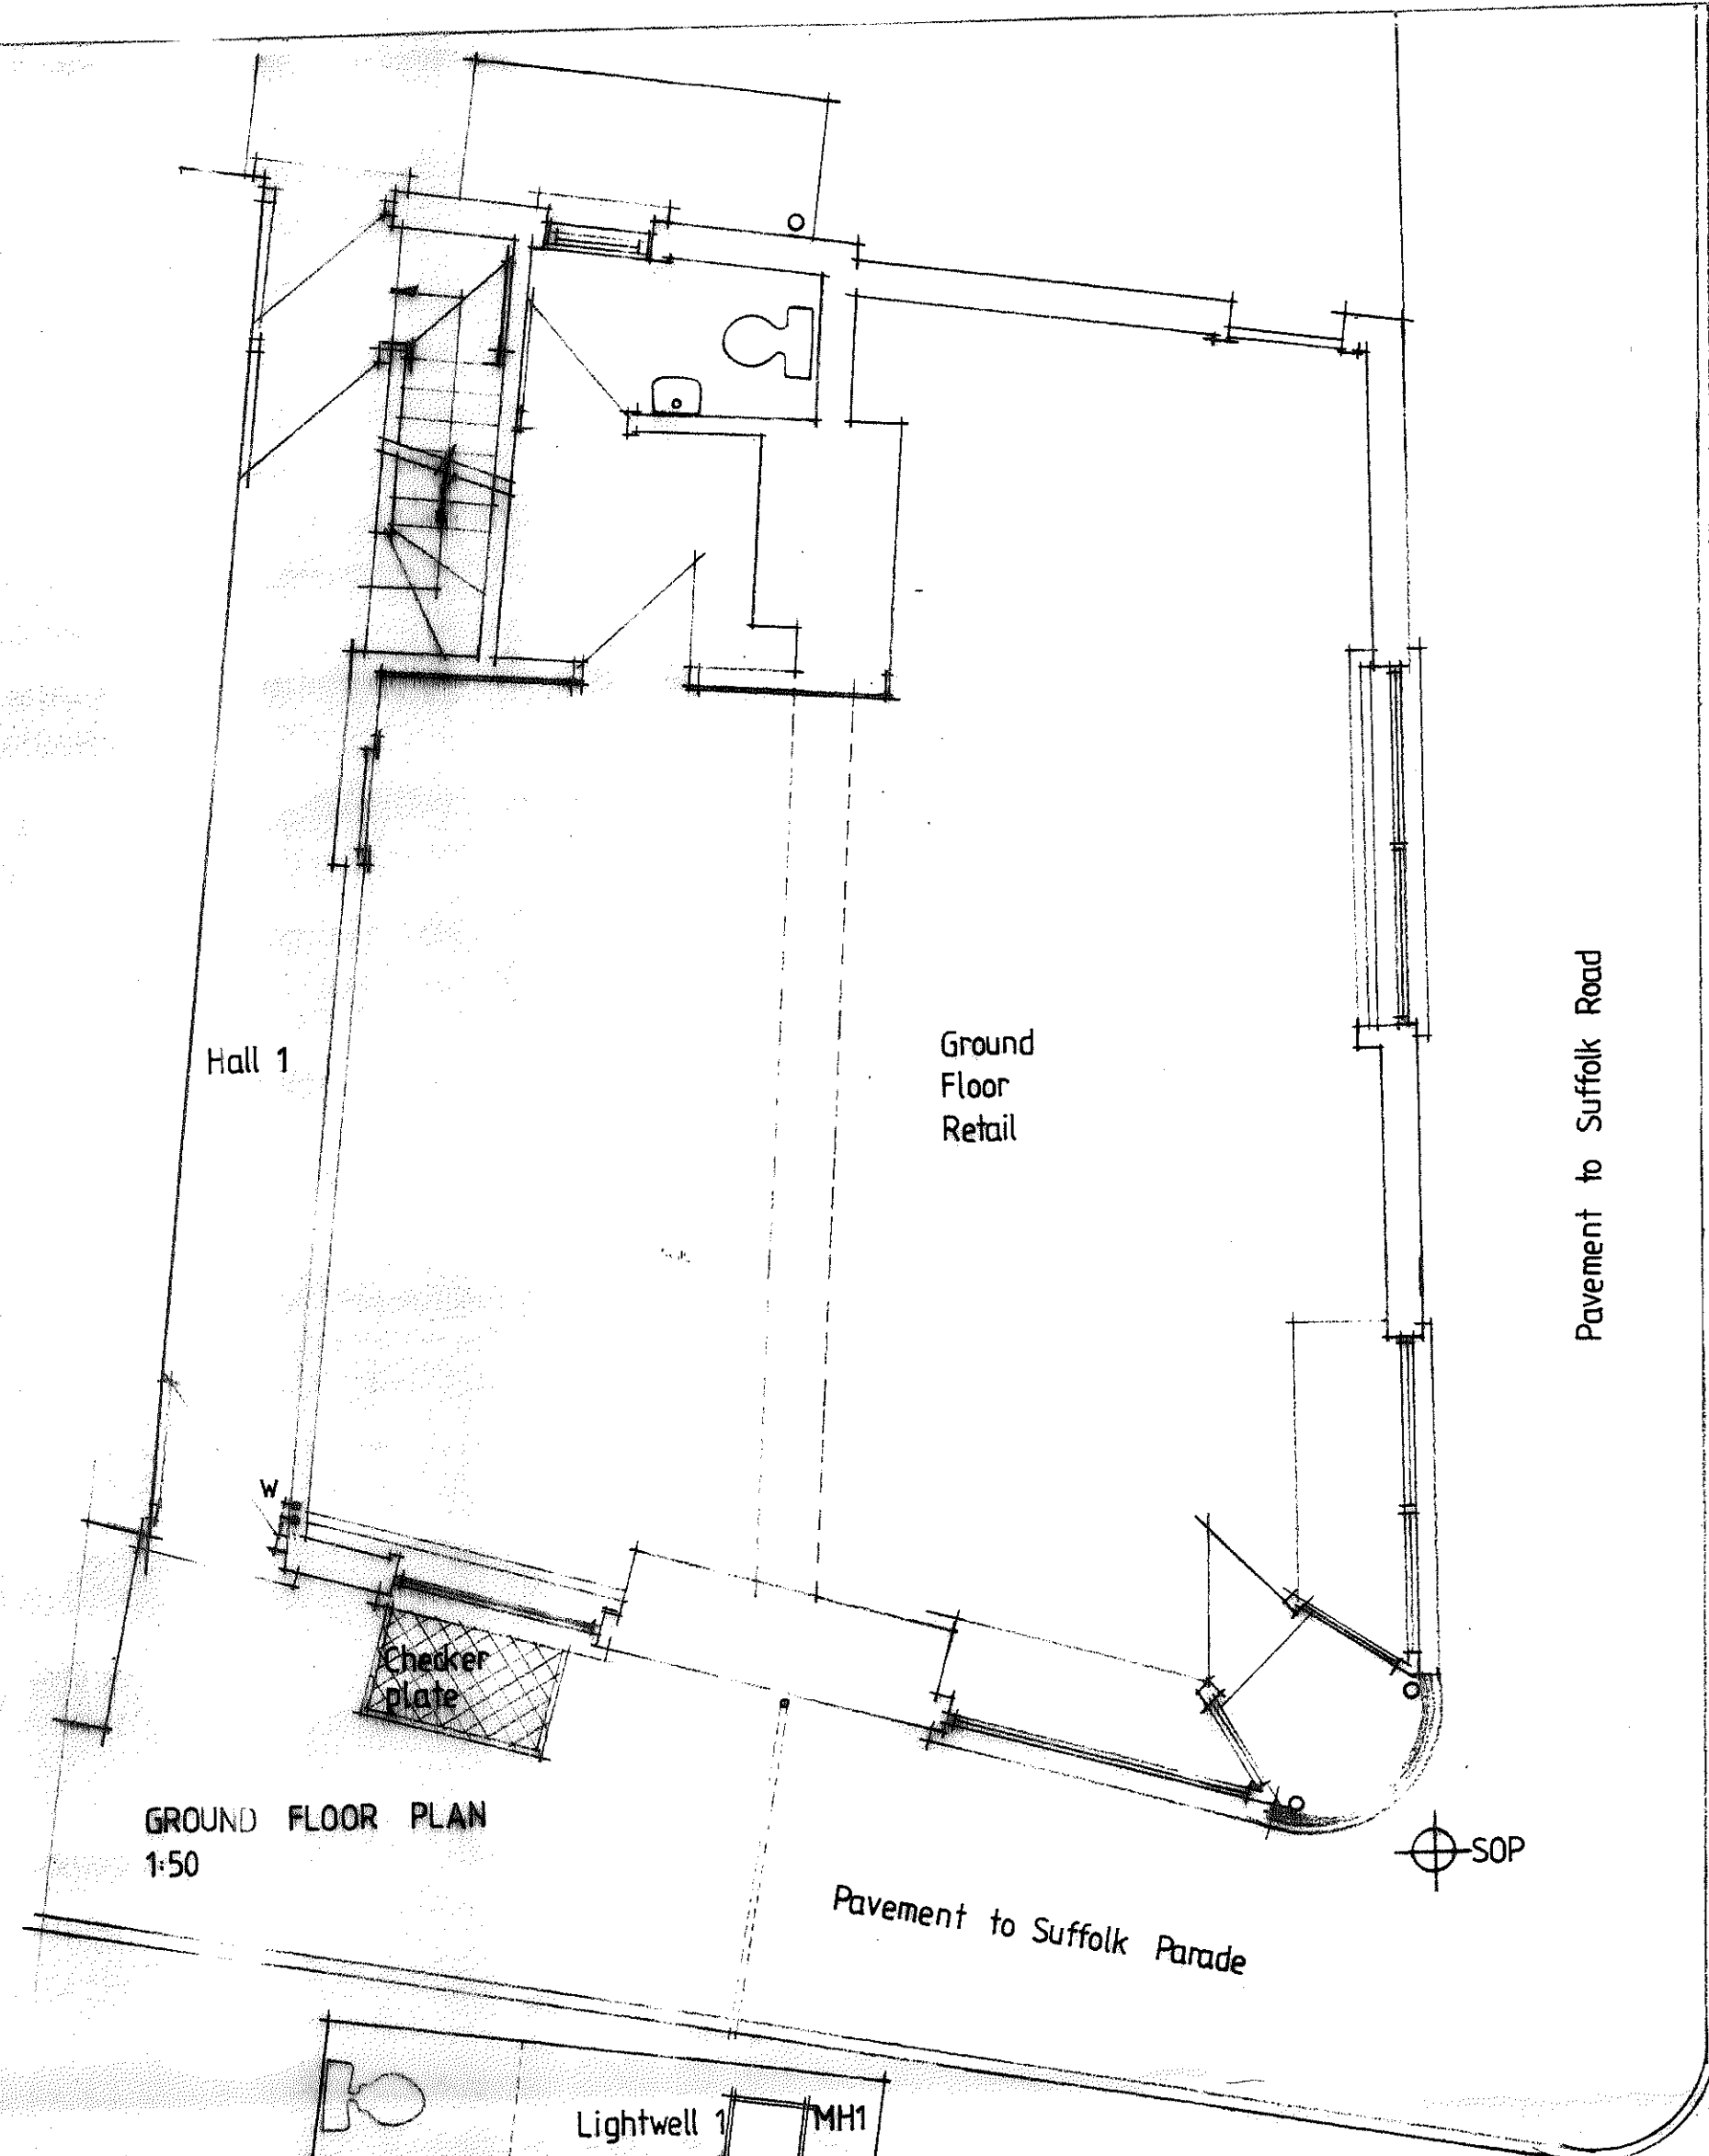 Hall 1
Ground
Floor
Retail
Pavement to Suffolk Road
W
Checker
plate
GROUND FLOOR PLAN
1:50
SOP
Pavement to Suffolk Parade
Lightwell 1
MH1